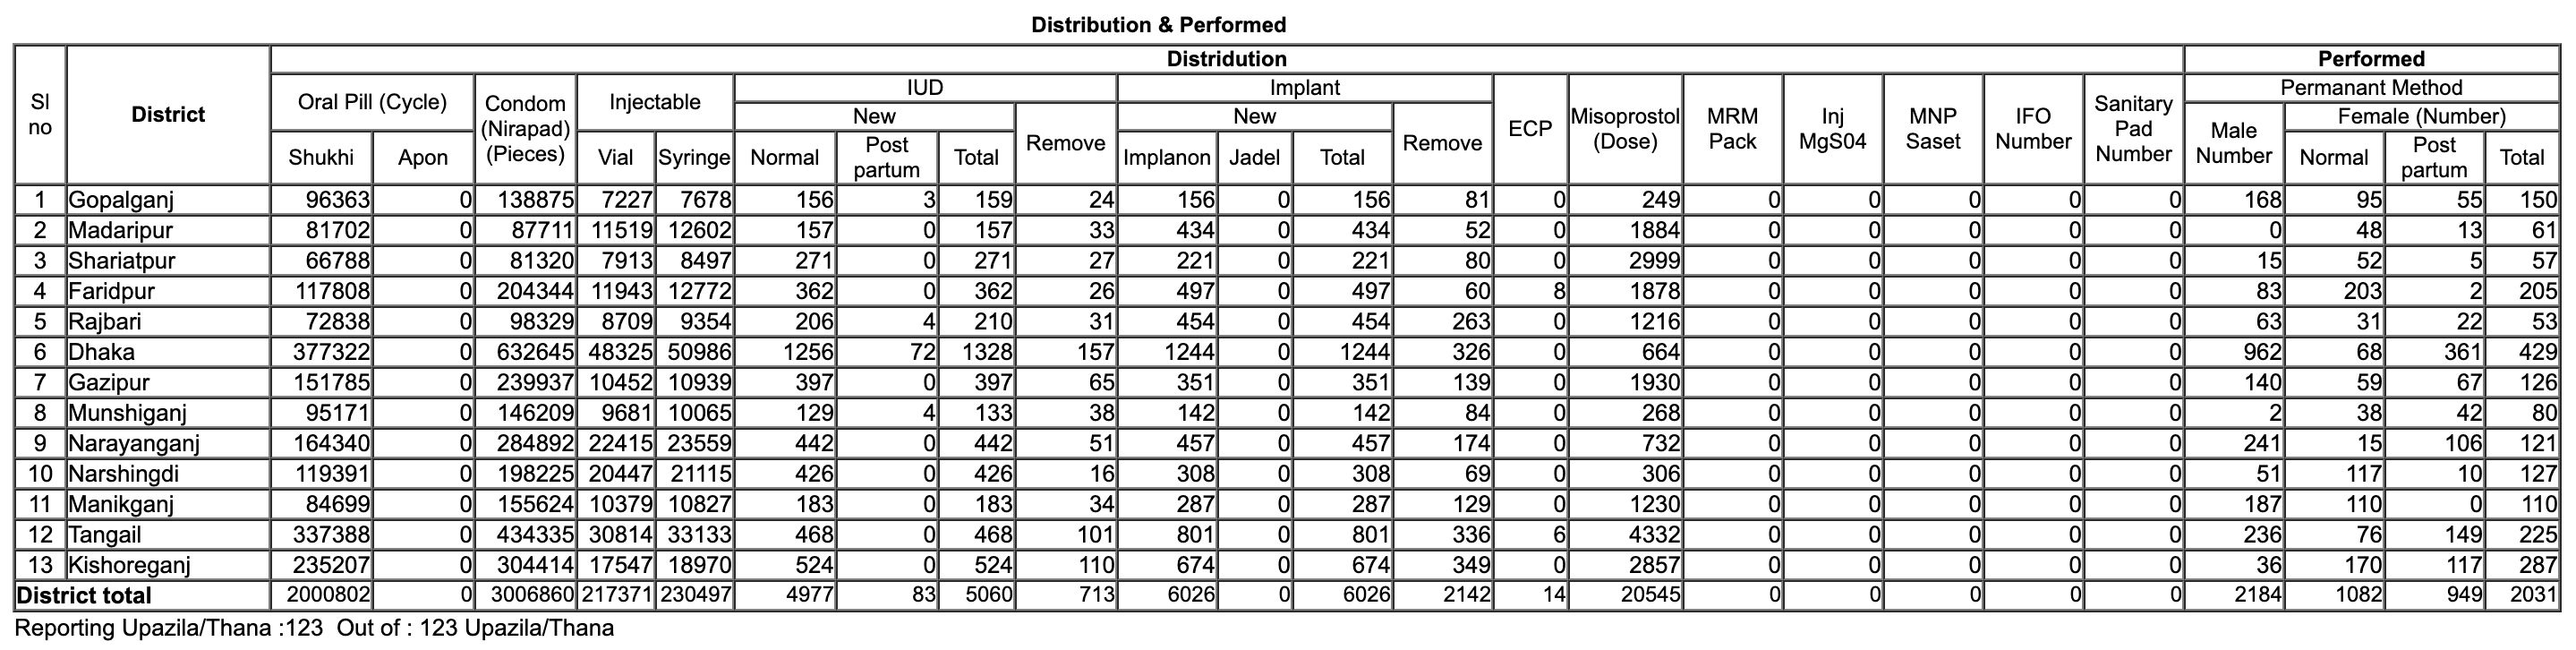 Distribution & Performed
Sl no District Distridution Performed
Oral Pill (Cycle) Condom (Nirapad) (Pieces) Injectable IUD Implant ECP Misoprostol (Dose) MRM Pack Inj MgS04 MNP Saset IFO Number Sanitary Pad Number Permanant Method
New Remove New Remove Male Number Female (Number)
Shukhi Apon Vial Syringe Normal Post partum Total Implanon Jadel Total Normal Post partum Total
1 Gopalganj 96363 0 138875 7227 7678 156 3 159 24 156 0 156 81 0 249 0 0 0 0 0 168 95 55 150
2 Madaripur 81702 0 87711 11519 12602 157 0 157 33 434 0 434 52 0 1884 0 0 0 0 0 0 48 13 61
3 Shariatpur 66788 0 81320 7913 8497 271 0 271 27 221 0 221 80 0 2999 0 0 0 0 0 15 52 5 57
4 Faridpur 117808 0 204344 11943 12772 362 0 362 26 497 0 497 60 8 1878 0 0 0 0 0 83 203 2 205
5 Rajbari 72838 0 98329 8709 9354 206 4 210 31 454 0 454 263 0 1216 0 0 0 0 0 63 31 22 53
6 Dhaka 377322 0 632645 48325 50986 1256 72 1328 157 1244 0 1244 326 0 664 0 0 0 0 0 962 68 361 429
7 Gazipur 151785 0 239937 10452 10939 397 0 397 65 351 0 351 139 0 1930 0 0 0 0 0 140 59 67 126
8 Munshiganj 95171 0 146209 9681 10065 129 4 133 38 142 0 142 84 0 268 0 0 0 0 0 2 38 42 80
9 Narayanganj 164340 0 284892 22415 23559 442 0 442 51 457 0 457 174 0 732 0 0 0 0 0 241 15 106 121
10 Narshingdi 119391 0 198225 20447 21115 426 0 426 16 308 0 308 69 0 306 0 0 0 0 0 51 117 10 127
11 Manikganj 84699 0 155624 10379 10827 183 0 183 34 287 0 287 129 0 1230 0 0 0 0 0 187 110 0 110
12 Tangail 337388 0 434335 30814 33133 468 0 468 101 801 0 801 336 6 4332 0 0 0 0 0 236 76 149 225
13 Kishoreganj 235207 0 304414 17547 18970 524 0 524 110 674 0 674 349 0 2857 0 0 0 0 0 36 170 117 287
District total 2000802 0 3006860 217371 230497 4977 83 5060 713 6026 0 6026 2142 14 20545 0 0 0 0 0 2184 1082 949 2031
Reporting Upazila/Thana :123 Out of : 123 Upazila/Thana